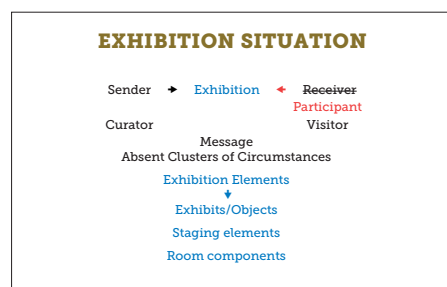 EXHIBITION SITUATION
Sender → Exhibition ← Receiver
Participant
Curator Visitor
Message
Absent Clusters of Circumstances
Exhibition Elements
↓
Exhibits/Objects
Staging elements
Room components